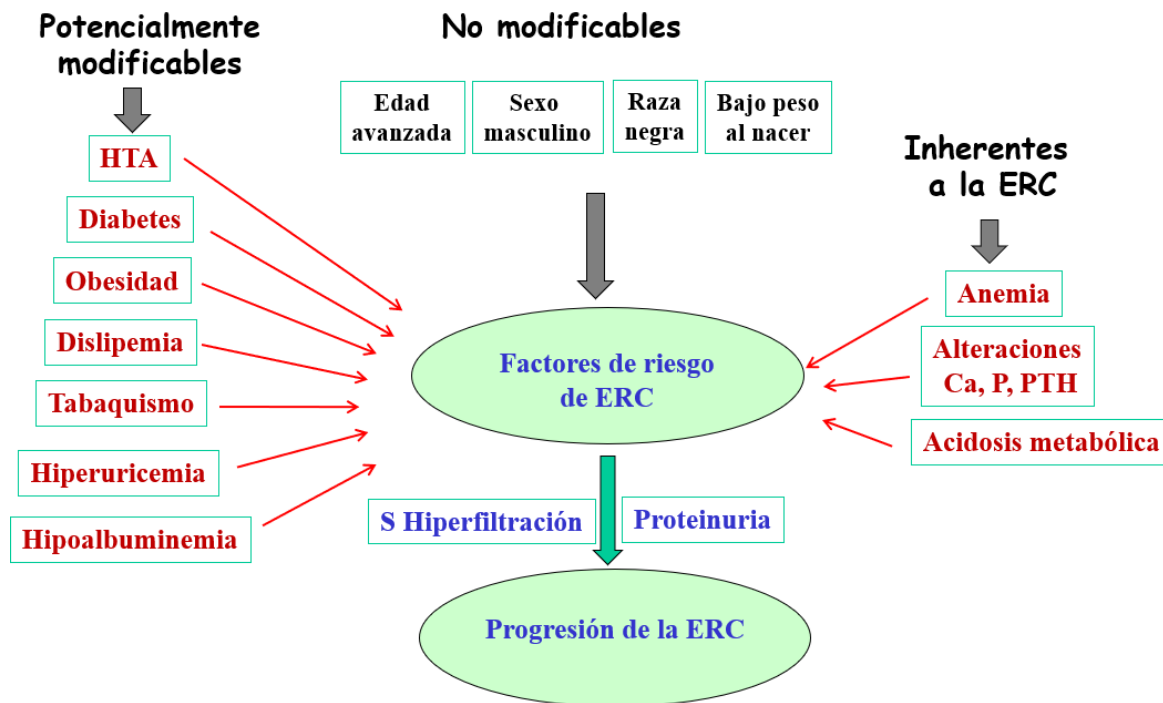 Potencialmente
modificables
HTA
Diabetes
Obesidad
Dislipemia
Tabaquismo
Hiperuricemia
Hipoalbuminemia
No modificables
Edad
avanzada
Sexo
masculino
Raza
negra
Bajo peso
al nacer
Inherentes
a la ERC
Anemia
Alteraciones
Ca, P, PTH
Acidosis metabólica
Factores de riesgo
de ERC
S Hiperfiltración
Proteinuria
Progresión de la ERC